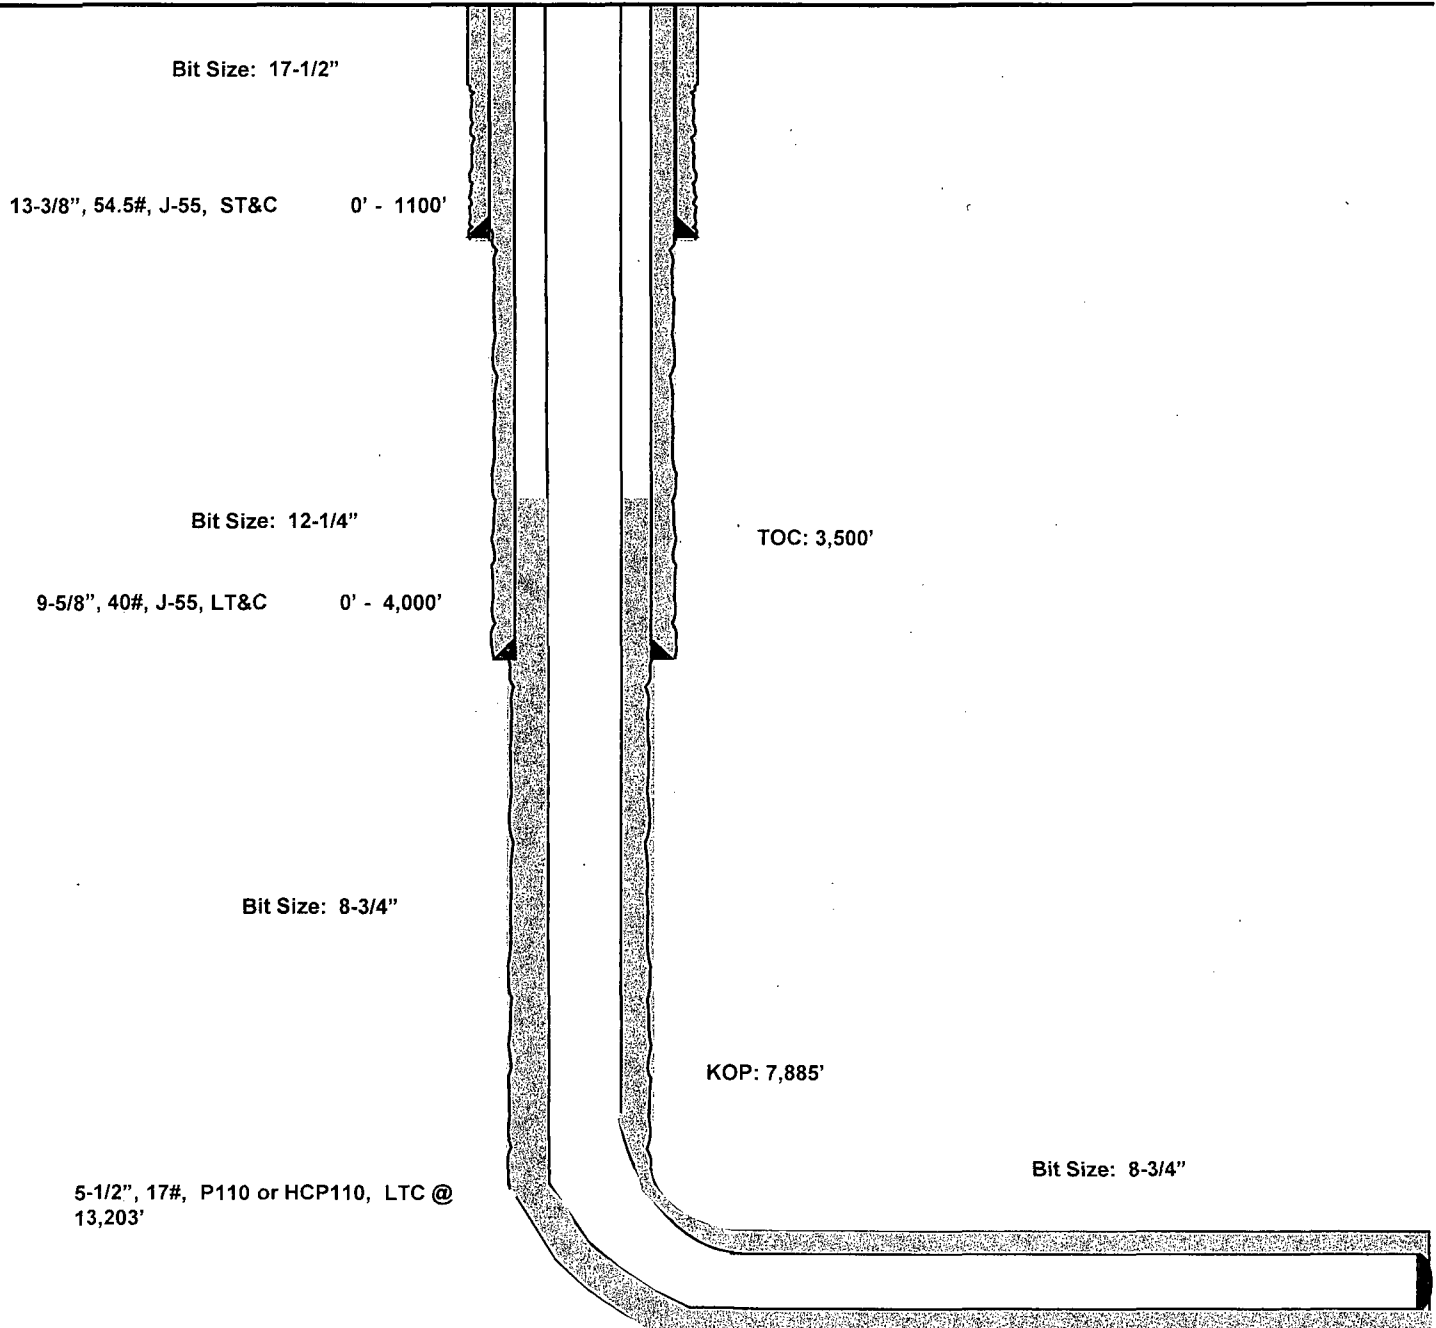 Bit Size: 17-1/2”
13-3/8”, 54.5#, J-55, ST&C 0' - 1100'
Bit Size: 12-1/4”
TOC: 3,500’
9-5/8”, 40#, J-55, LT&C 0' - 4,000'
Bit Size: 8-3/4”
KOP: 7,885’
Bit Size: 8-3/4”
5-1/2”, 17#, P110 or HCP110, LTC @
13,203’